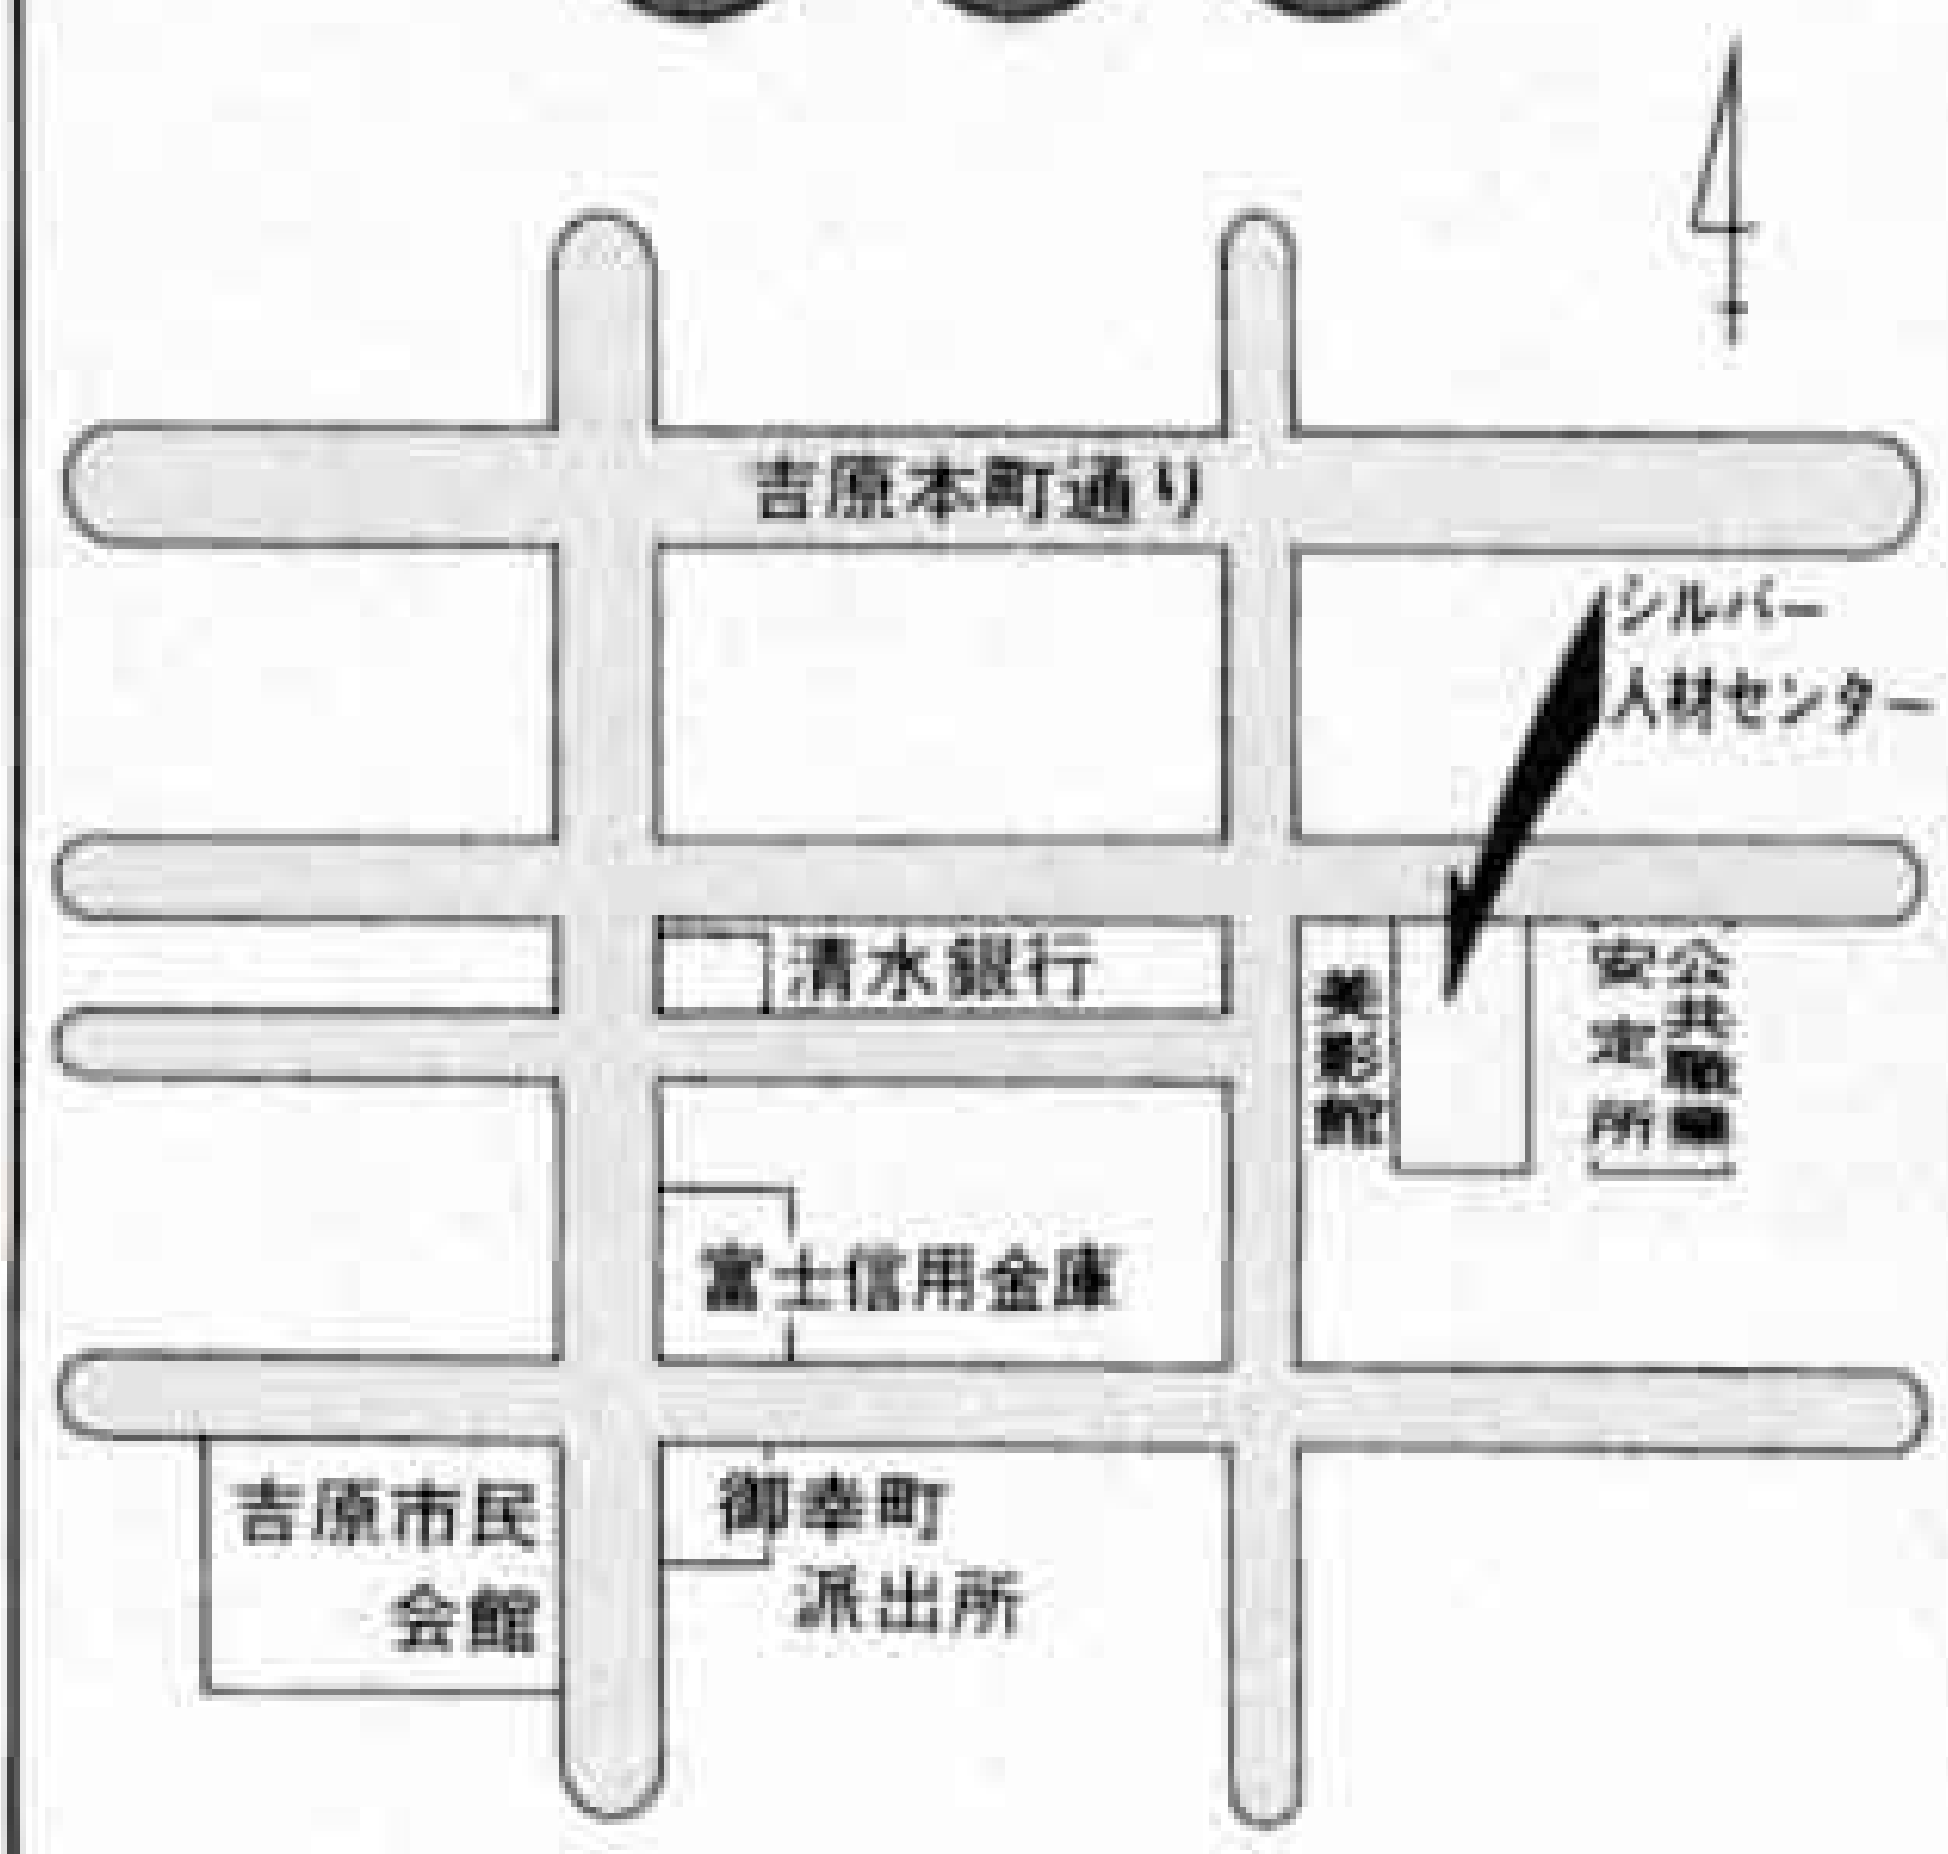 吉原本町通り
シルバー
人材センター
清水銀行
美影館
公共職業
安定所
富士信用金庫
吉原市民
会館
御幸町
派出所